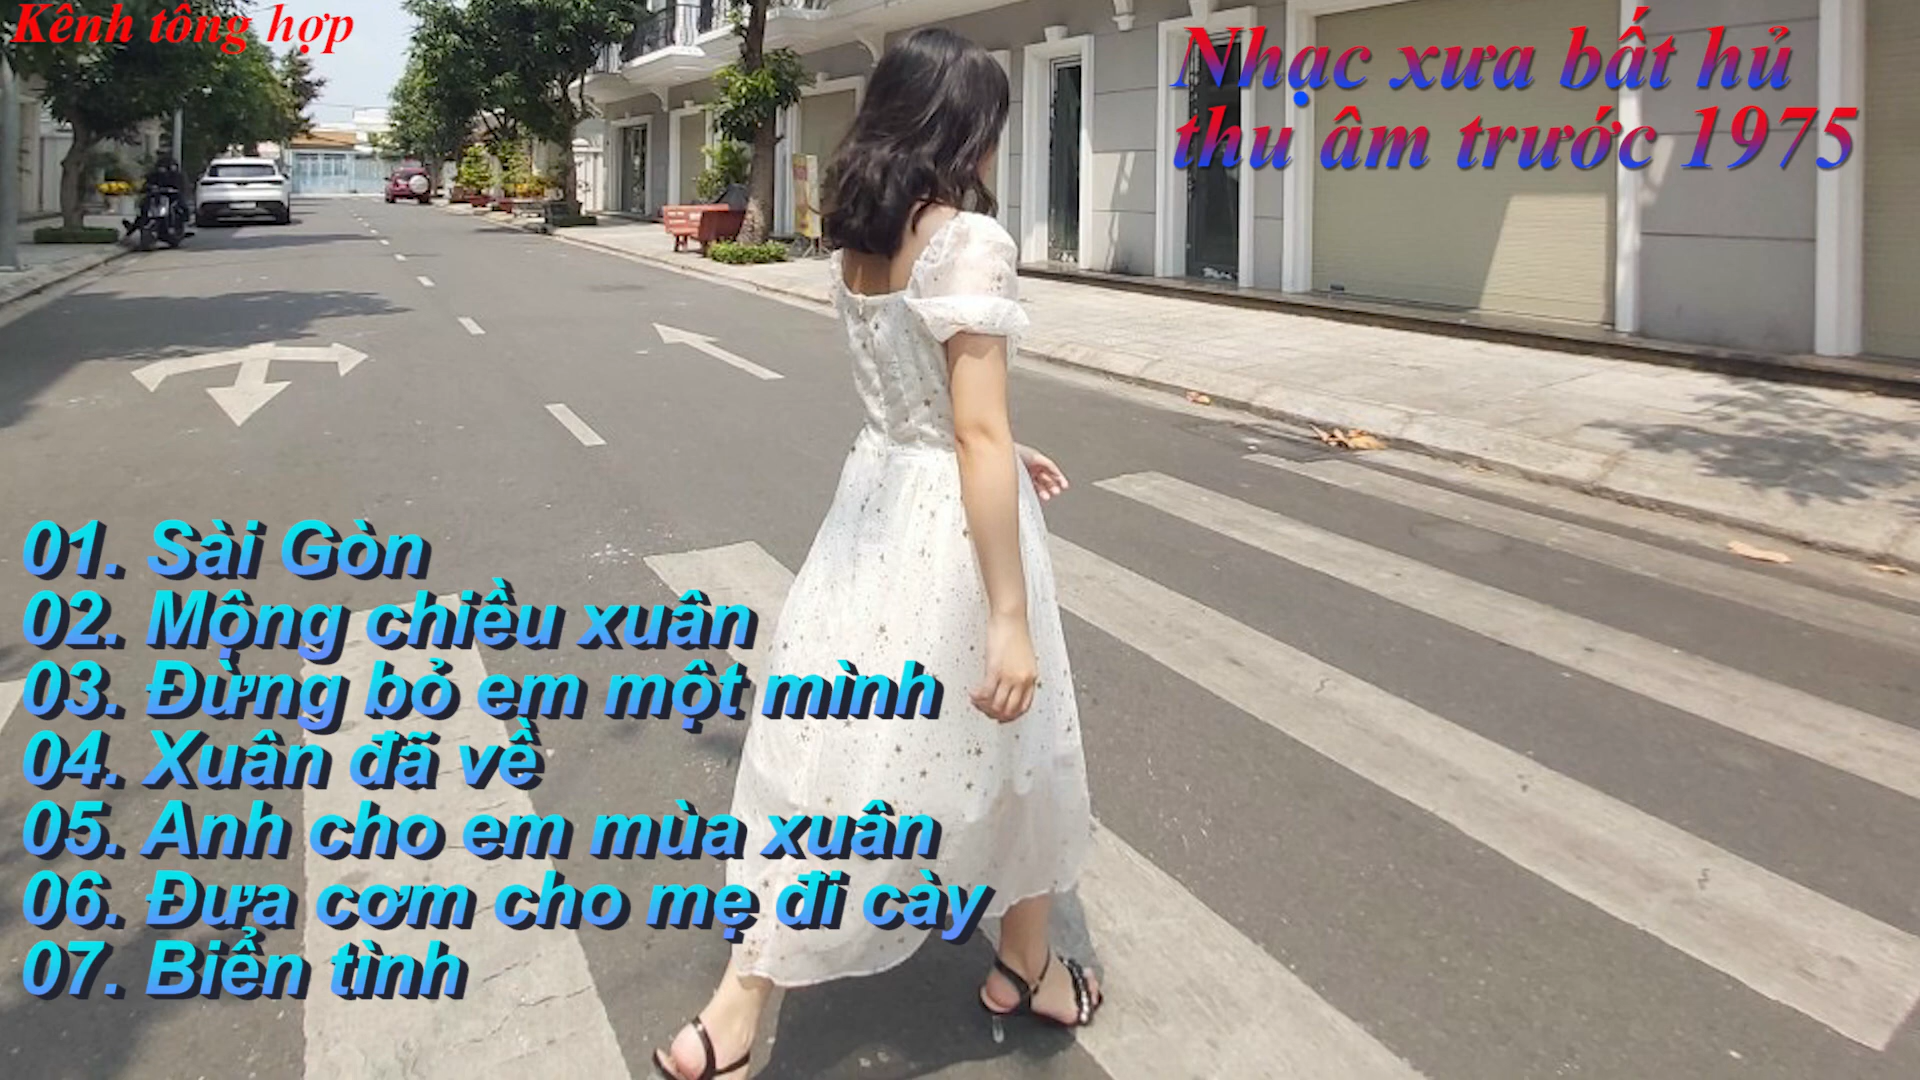 Kênh tông hợp
Nhạc xưa bất hủ
thu âm trước 1975
01. Sài Gòn
02. Mộng chiều xuân
03. Đừng bỏ em một mình
04. Xuân đã về
05. Anh cho em mùa xuân
06. Đưa cơm cho mẹ đi cày
07. Biển tình